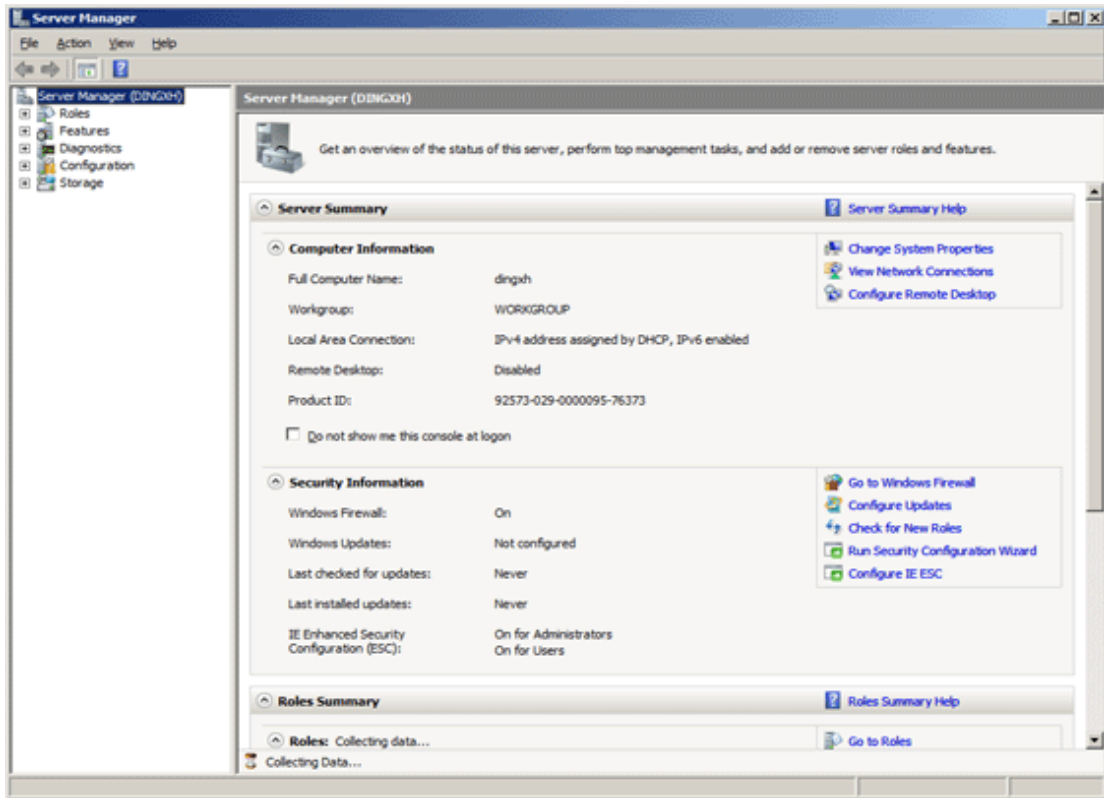 Server Manager
File Action View Help
Server Manager (DINGXH)
Roles
Features
Diagnostics
Configuration
Storage
Server Manager (DINGXH)
Get an overview of the status of this server, perform top management tasks, and add or remove server roles and features.
Server Summary
Server Summary Help
Computer Information
Full Computer Name: dingxh
Workgroup: WORKGROUP
Local Area Connection: IPv4 address assigned by DHCP, IPv6 enabled
Remote Desktop: Disabled
Product ID: 92573-029-0000095-76373
Do not show me this console at logon
Change System Properties
View Network Connections
Configure Remote Desktop
Security Information
Windows Firewall: On
Windows Updates: Not configured
Last checked for updates: Never
Last installed updates: Never
IE Enhanced Security Configuration (ESC): On for Administrators
On for Users
Go to Windows Firewall
Configure Updates
Check for New Roles
Run Security Configuration Wizard
Configure IE ESC
Roles Summary
Roles Summary Help
Roles: Collecting data...
Go to Roles
Collecting Data...